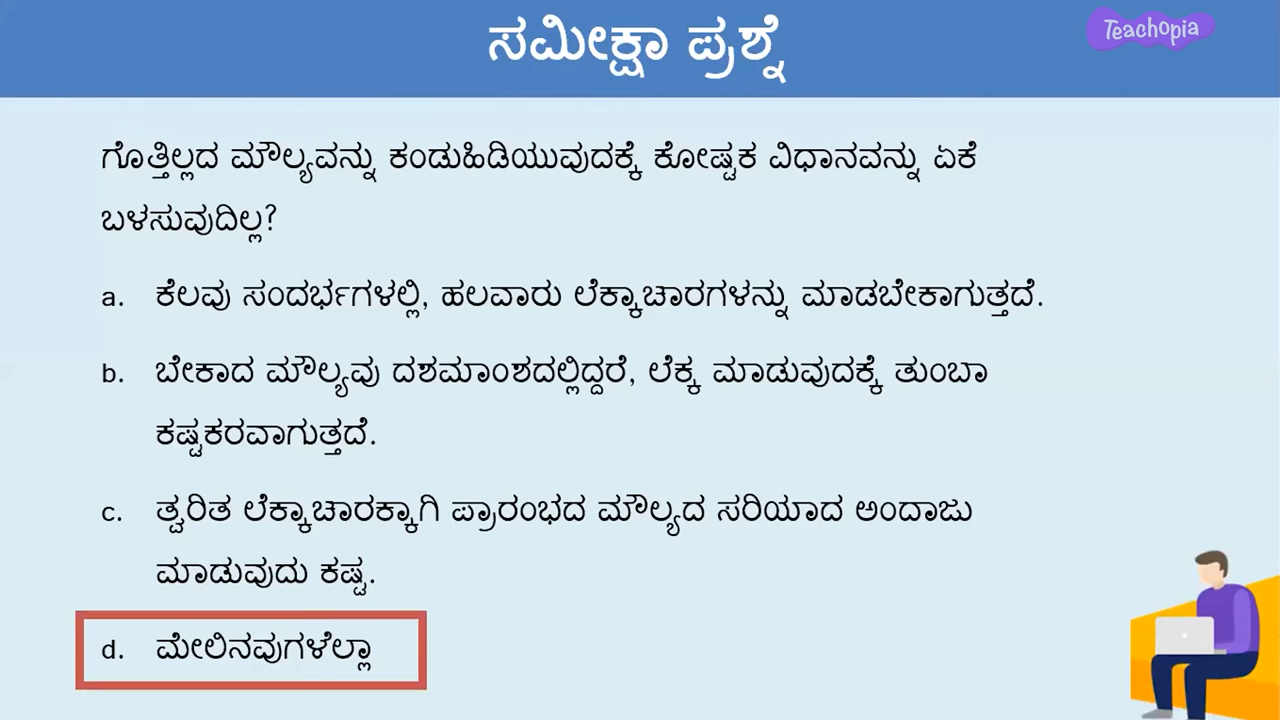 ಸಮೀಕ್ಷಾ ಪ್ರಶ್ನೆ
Teachopia
ಗೊತ್ತಿಲ್ಲದ ಮೌಲ್ಯವನ್ನು ಕಂಡುಹಿಡಿಯುವುದಕ್ಕೆ ಕೋಷ್ಟಕ ವಿಧಾನವನ್ನು ಏಕೆ
ಬಳಸುವುದಿಲ್ಲ?
a. ಕೆಲವು ಸಂದರ್ಭಗಳಲ್ಲಿ, ಹಲವಾರು ಲೆಕ್ಕಾಚಾರಗಳನ್ನು ಮಾಡಬೇಕಾಗುತ್ತದೆ.
b. ಬೇಕಾದ ಮೌಲ್ಯವು ದಶಮಾಂಶದಲ್ಲಿದ್ದರೆ, ಲೆಕ್ಕ ಮಾಡುವುದಕ್ಕೆ ತುಂಬಾ
ಕಷ್ಟಕರವಾಗುತ್ತದೆ.
c. ತ್ವರಿತ ಲೆಕ್ಕಾಚಾರಕ್ಕಾಗಿ ಪ್ರಾರಂಭದ ಮೌಲ್ಯದ ಸರಿಯಾದ ಅಂದಾಜು
ಮಾಡುವುದು ಕಷ್ಟ.
d. ಮೇಲಿನವುಗಳೆಲ್ಲಾ